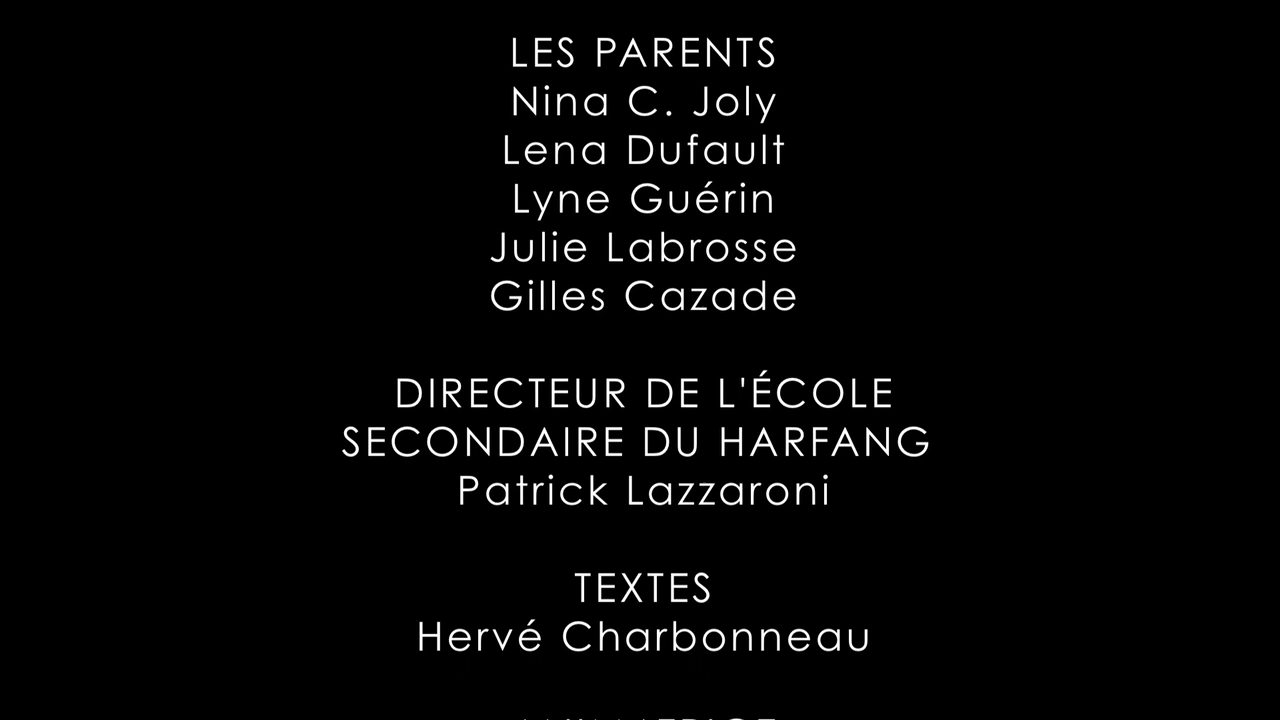 LES PARENTS
Nina C. Joly
Lena Dufault
Lyne Guérin
Julie Labrosse
Gilles Cazade
DIRECTEUR DE L'ÉCOLE
SECONDAIRE DU HARFANG
Patrick Lazzaroni
TEXTES
Hervé Charbonneau